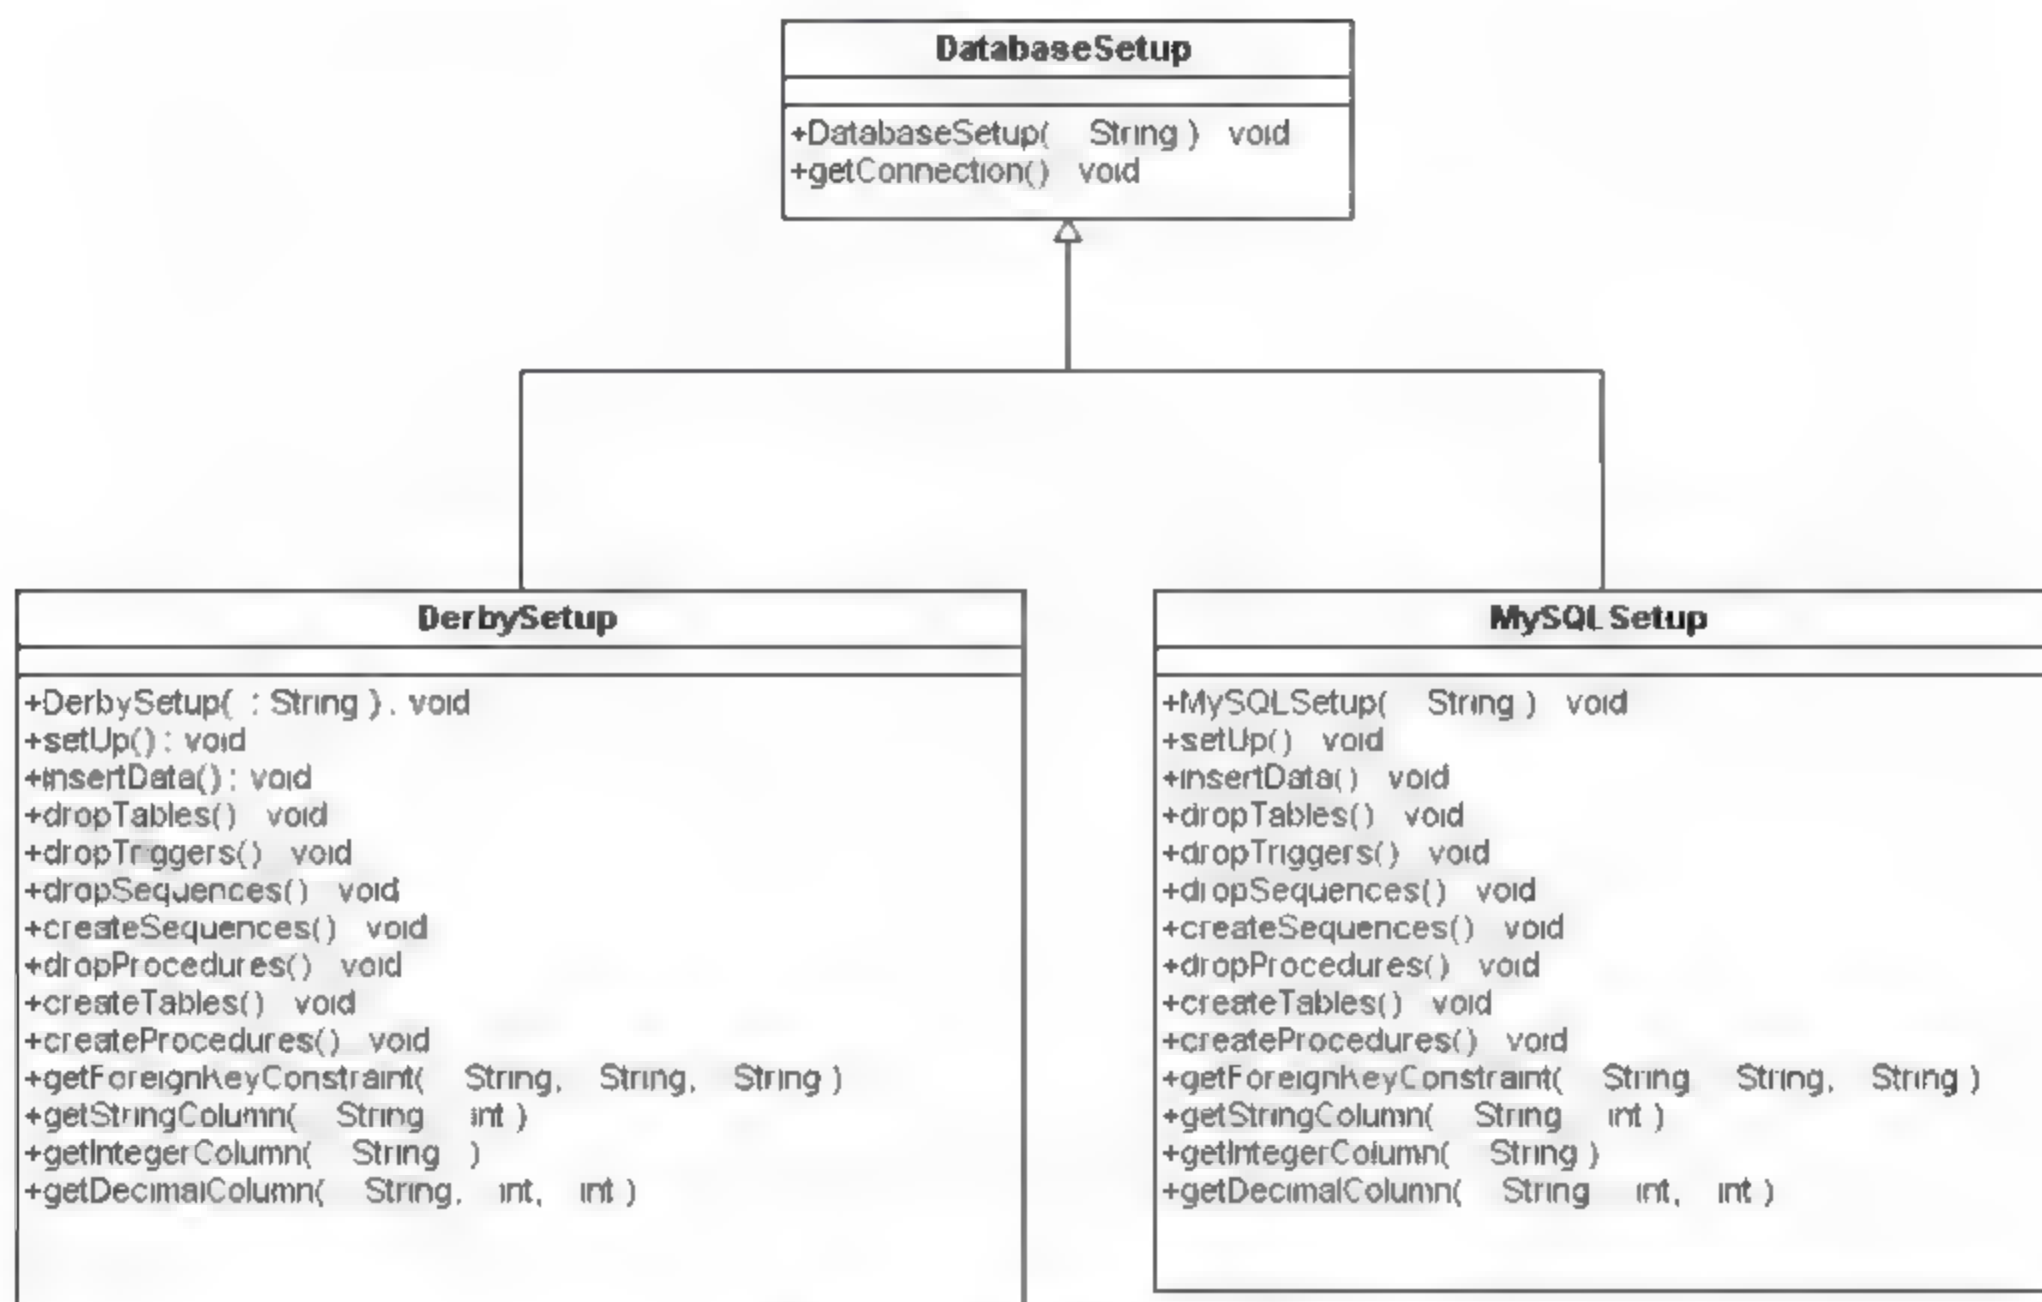 DatabaseSetup
+DatabaseSetup( String ) void
+getConnection() void
DerbySetup
+DerbySetup( : String ) . void
+setUp() : void
+insertData() : void
+dropTables() void
+dropTriggers() void
+dropSequences() void
+createSequences() void
+dropProcedures() void
+createTables() void
+createProcedures() void
+getForeignKeyConstraint( String, String, String )
+getStringColumn( String int )
+getIntegerColumn( String )
+getDecimalColumn( String, int, int )
MySQLSetup
+MySQLSetup( String ) void
+setUp() void
+insertData() void
+dropTables() void
+dropTriggers() void
+dropSequences() void
+createSequences() void
+dropProcedures() void
+createTables() void
+createProcedures() void
+getForeignKeyConstraint( String String, String )
+getStringColumn( String int )
+getIntegerColumn( String )
+getDecimalColumn( String int, int )